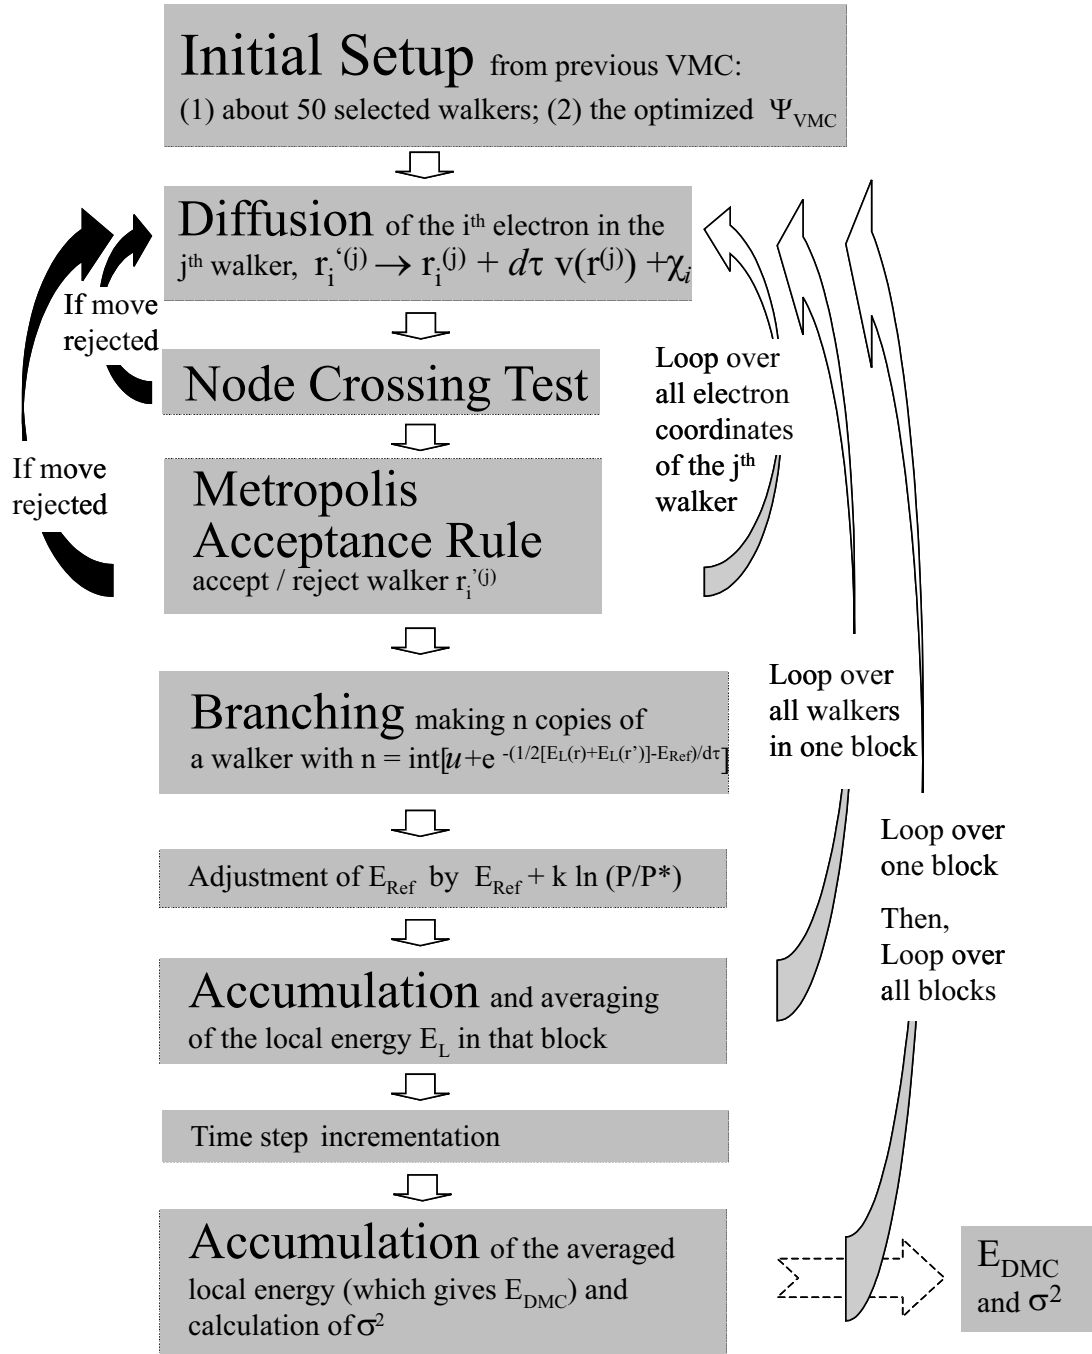 Initial Setup from previous VMC:
(1) about 50 selected walkers; (2) the optimized Ψ_VMC
Diffusion of the i^th electron in the
j^th walker, r_i'^(j) → r_i^(j) + dτ v(r^(j)) +χ_i
If move
rejected
Node Crossing Test
Loop over
all electron
coordinates
of the j^th
walker
If move
rejected
Metropolis
Acceptance Rule
accept / reject walker r_i'^(j)
Branching making n copies of
a walker with n = int[u+e^-(1/2[E_L(r)+E_L(r')]-E_Ref)/dτ]
Loop over
all walkers
in one block
Adjustment of E_Ref by E_Ref + k ln (P/P*)
Loop over
one block
Then,
Loop over
all blocks
Accumulation and averaging
of the local energy E_L in that block
Time step incrementation
Accumulation of the averaged
local energy (which gives E_DMC) and
calculation of σ²
E_DMC
and σ²